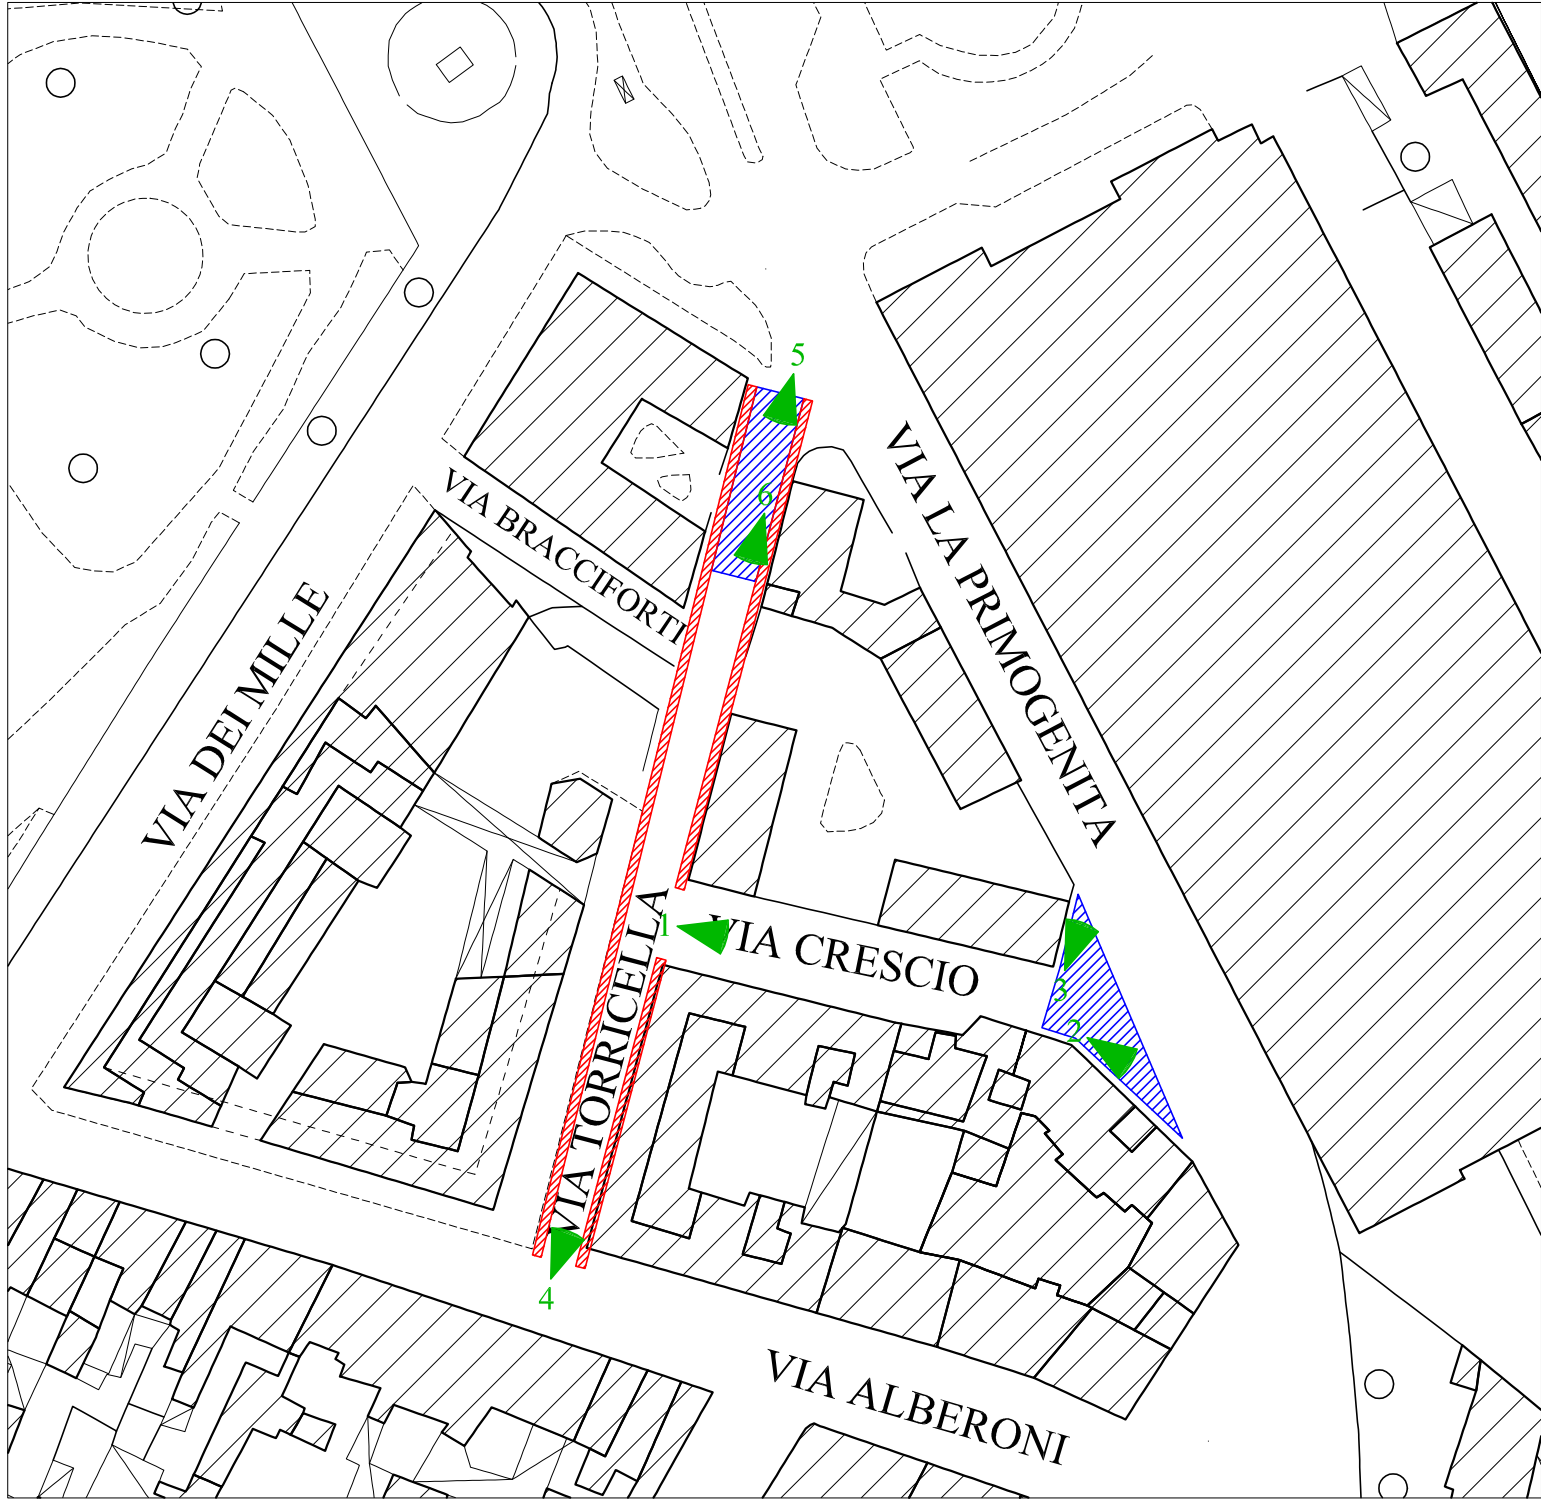 5
VIA LA PRIMOGENITA
VIA BRACCIFORTI
6
VIA DEI MILLE
1
VIA CRESCIO
VIA TORRICELLA
3
2
4
VIA ALBERONI